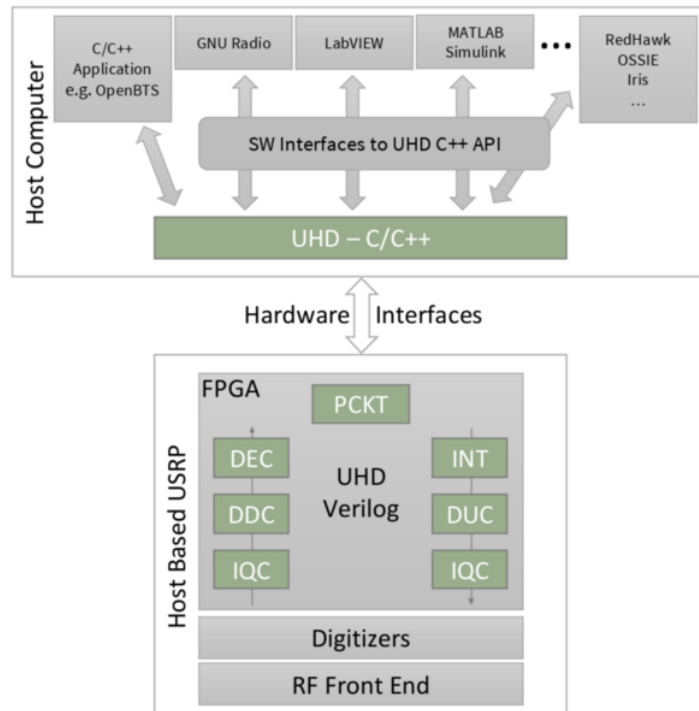 Host Computer
C/C++
Application
e.g. OpenBTS
GNU Radio
LabVIEW
MATLAB
Simulink
...
RedHawk
OSSIE
Iris
...
SW Interfaces to UHD C++ API
UHD – C/C++
Hardware Interfaces
Host Based USRP
FPGA
PCKT
DEC
DDC
IQC
UHD
Verilog
INT
DUC
IQC
Digitizers
RF Front End